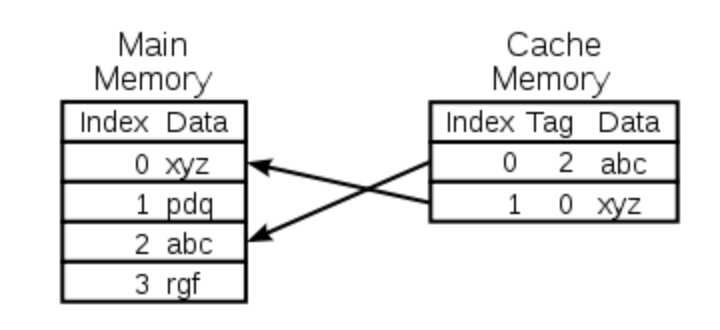 Main
Memory
Index Data
0 xyz
1 pdq
2 abc
3 rgf
Cache
Memory
Index Tag Data
0 2 abc
1 0 xyz